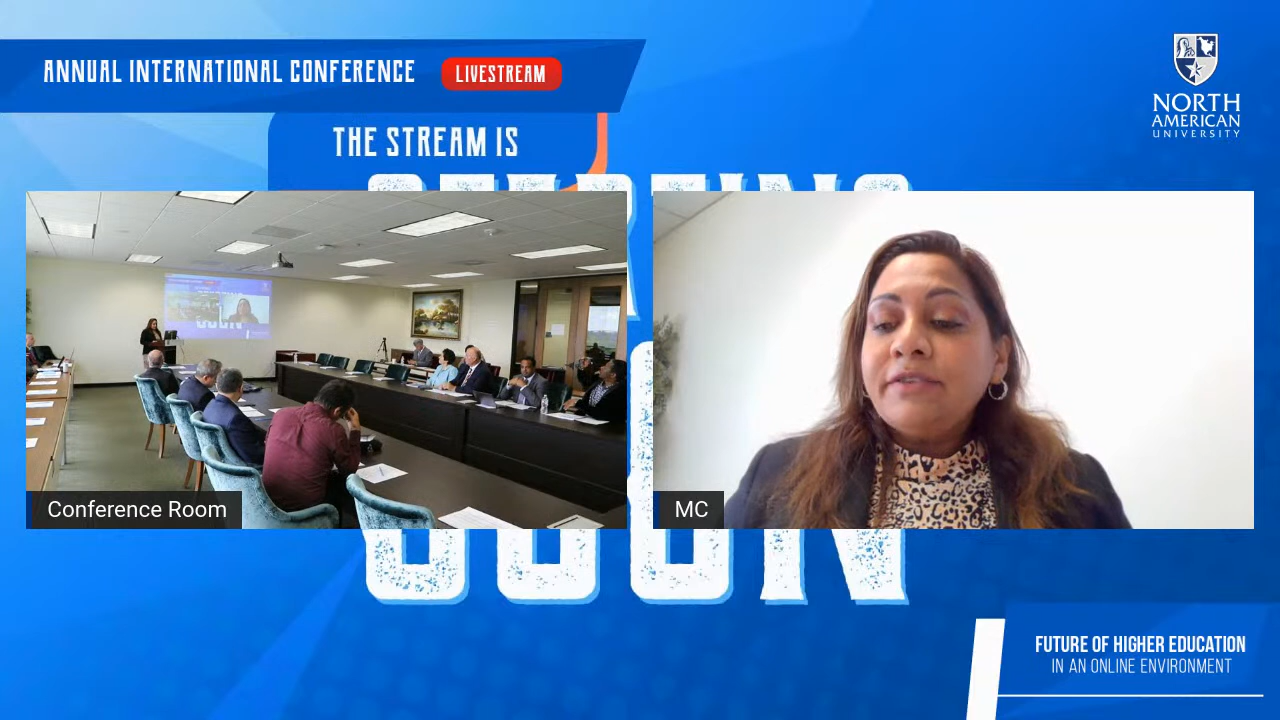 ANNUAL INTERNATIONAL CONFERENCE
LIVESTREAM
NORTH
AMERICAN
UNIVERSITY
THE STREAM IS
Conference Room
MC
FUTURE OF HIGHER EDUCATION
IN AN ONLINE ENVIRONMENT